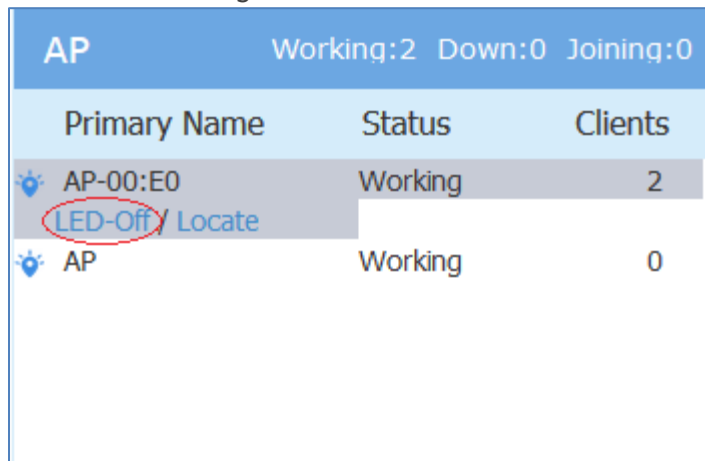 AP Working:2 Down:0 Joining:0
Primary Name Status Clients
AP-00:E0 Working 2
LED-Off / Locate
AP Working 0